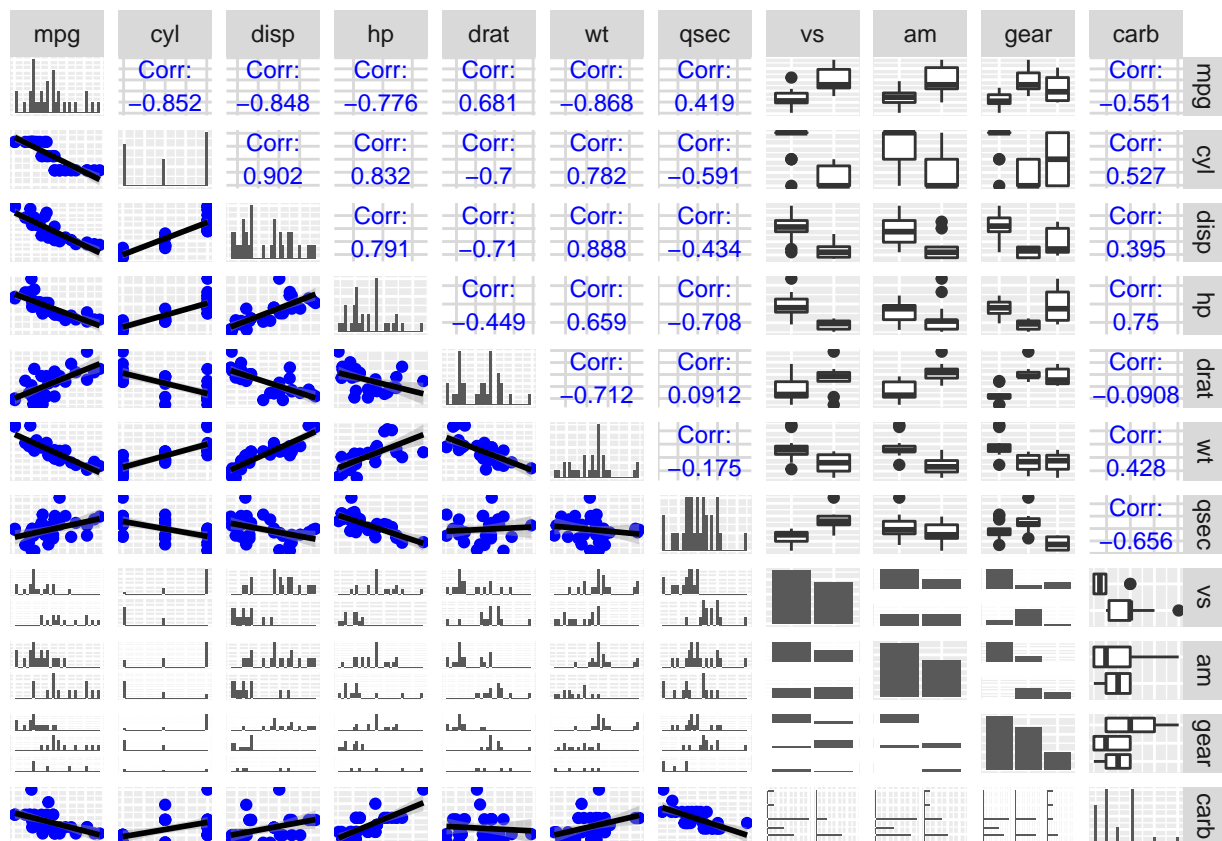 mpg cyl disp hp drat wt qsec vs am gear carb
Corr: Corr: Corr: Corr: Corr: Corr: Corr:
−0.852 −0.848 −0.776 0.681 −0.868 0.419 −0.551
mpg
Corr: Corr: Corr: Corr: Corr: Corr:
0.902 0.832 −0.7 0.782 −0.591 0.527
cyl
Corr: Corr: Corr: Corr: Corr:
0.791 −0.71 0.888 −0.434 0.395
disp
Corr: Corr: Corr: Corr:
−0.449 0.659 −0.708 0.75
hp
Corr: Corr: Corr:
−0.712 0.0912 −0.0908
drat
Corr: Corr:
−0.175 0.428
wt
Corr:
−0.656
qsec
vs
am
gear
carb